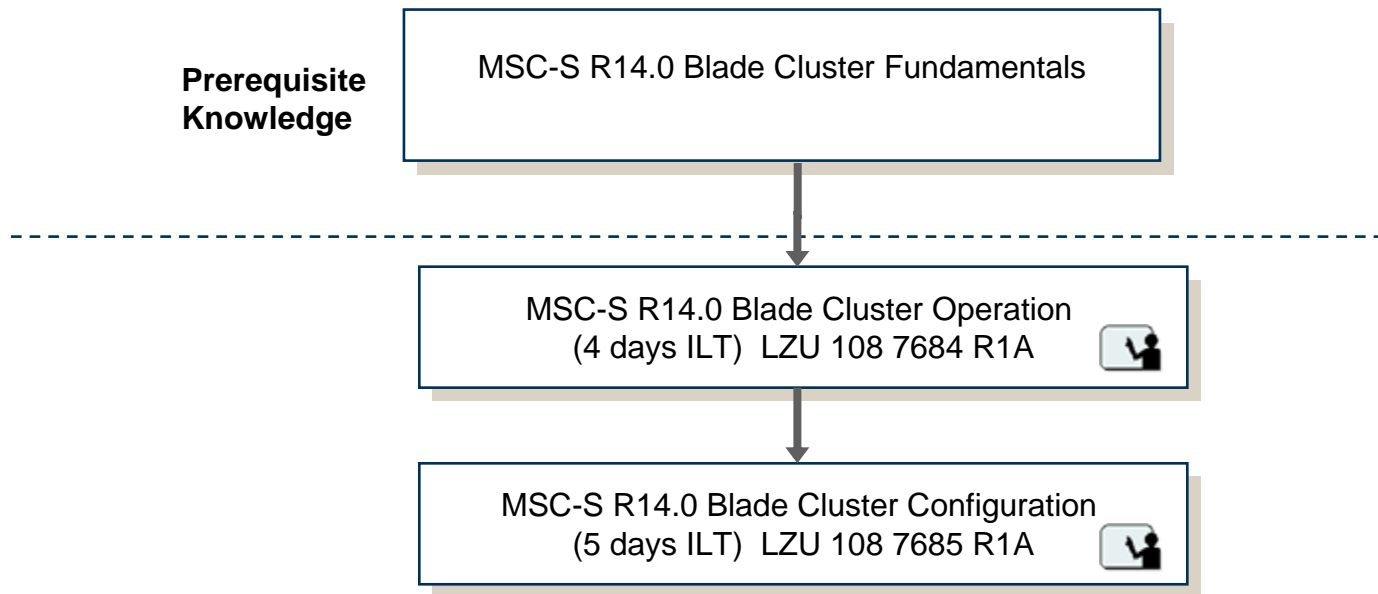 Prerequisite
Knowledge
MSC-S R14.0 Blade Cluster Fundamentals
MSC-S R14.0 Blade Cluster Operation
(4 days ILT) LZU 108 7684 R1A
MSC-S R14.0 Blade Cluster Configuration
(5 days ILT) LZU 108 7685 R1A